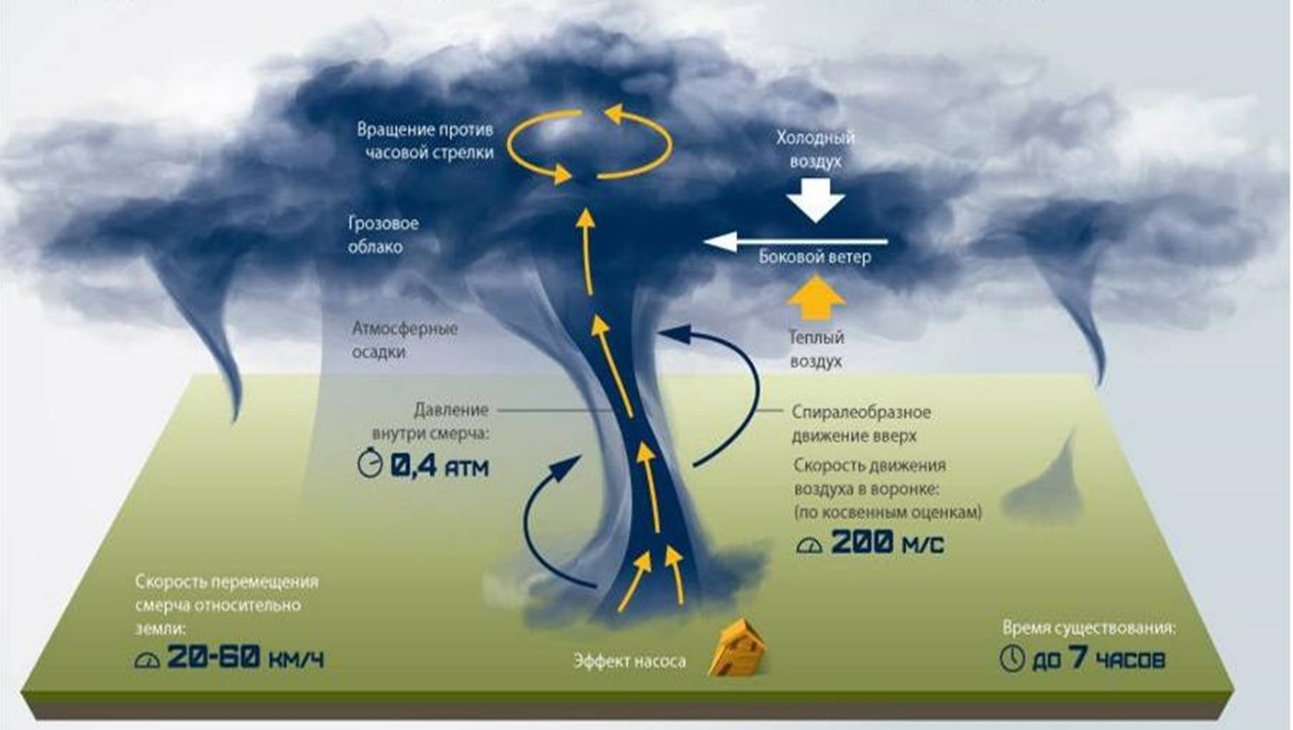 Вращение против
часовой стрелки
Холодный
воздух
Грозовое
облако
Боковой ветер
Атмосферные
осадки
Теплый
воздух
Давление
внутри смерча:
0,4 АТМ
Спиралеобразное
движение вверх
Скорость движения
воздуха в воронке:
(по косвенным оценкам)
200 М/С
Скорость перемещения
смерча относительно
земли:
20-60 КМ/Ч
Эффект насоса
Время существования:
ДО 7 ЧАСОВ